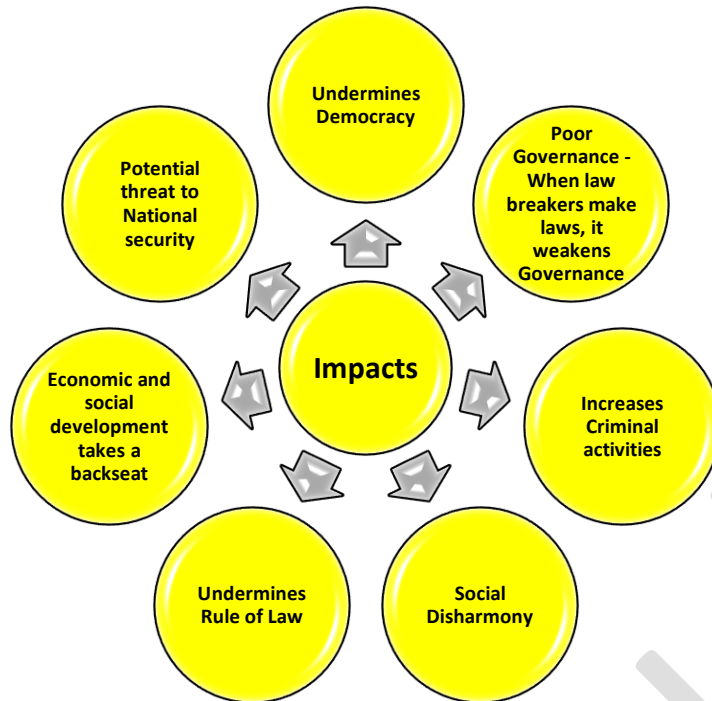 Undermines
Democracy
Poor
Governance -
When law
breakers make
laws, it
weakens
Governance
Increases
Criminal
activities
Social
Disharmony
Undermines
Rule of Law
Economic and
social
development
takes a
backseat
Potential
threat to
National
security
Impacts